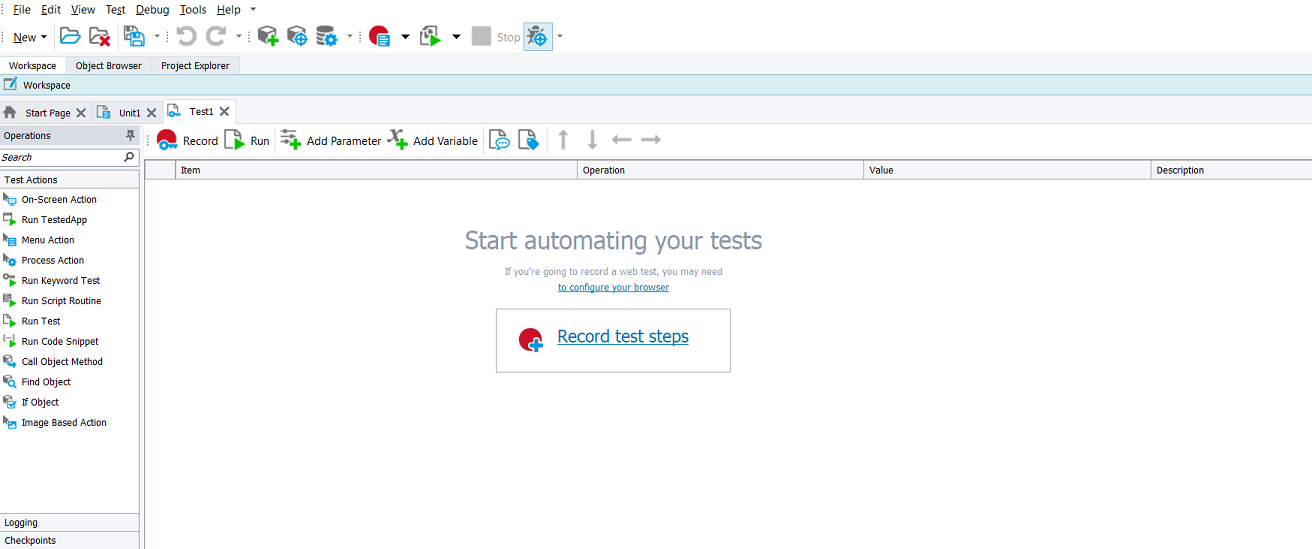 File Edit View Test Debug Tools Help
New Stop
Workspace Object Browser Project Explorer
Workspace
Start Page Unit1 Test1
Operations
Record Run Add Parameter Add Variable
Search
Item Operation Value Description
Test Actions
On-Screen Action
Run TestedApp
Menu Action
Process Action
Run Keyword Test
Run Script Routine
Run Test
Run Code Snippet
Call Object Method
Find Object
If Object
Image Based Action
Start automating your tests
If you're going to record a web test, you may need
to configure your browser
Record test steps
Logging
Checkpoints